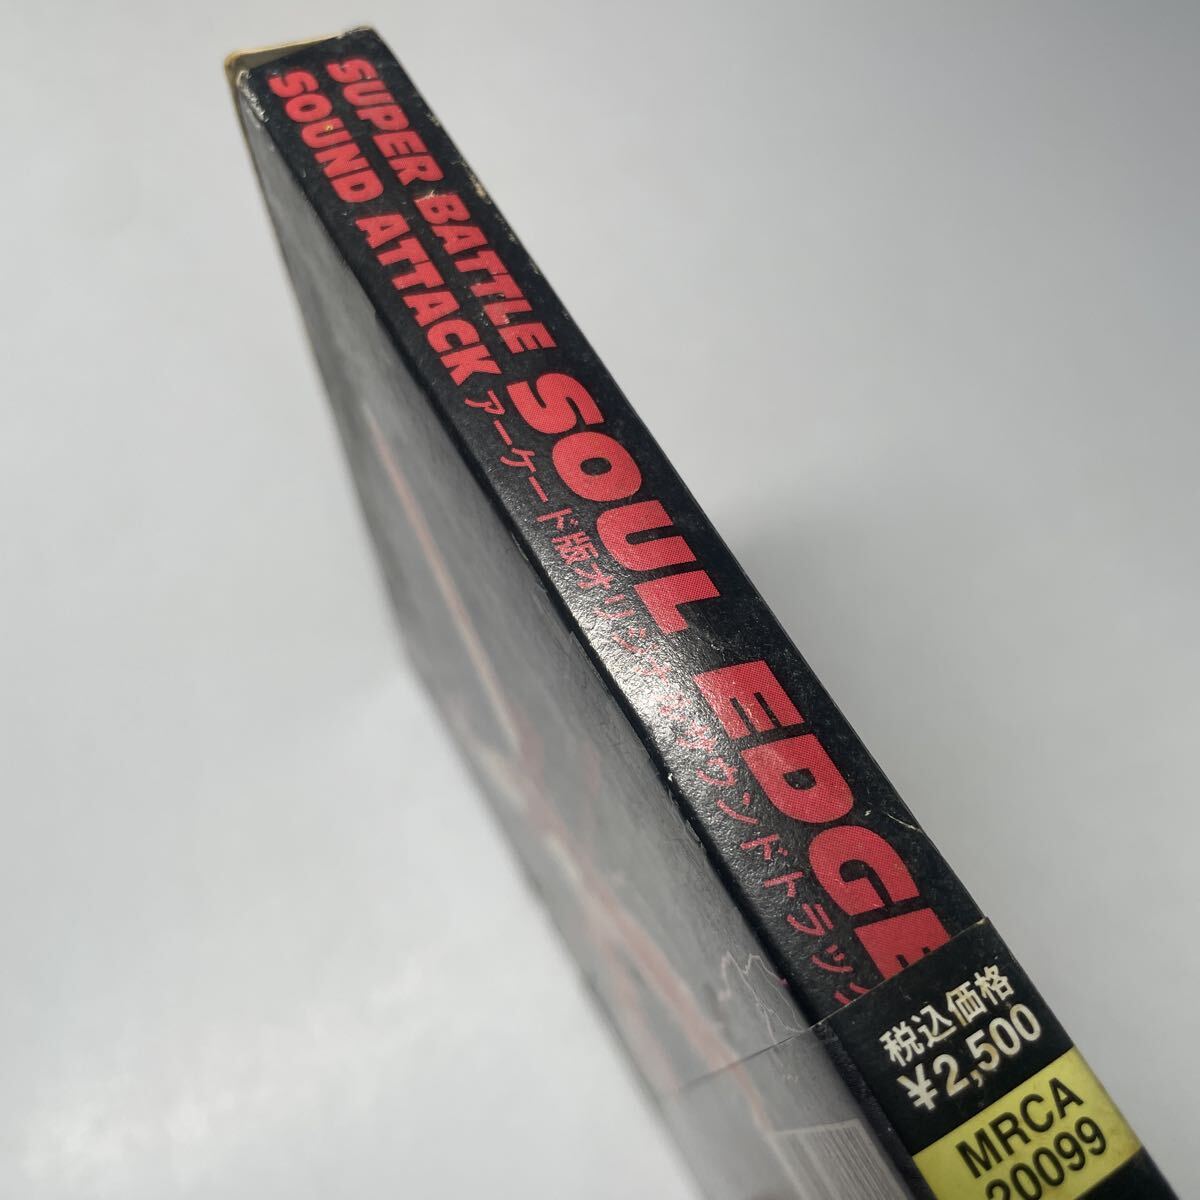 SUPER BATTLE
SOUND ATTACK
SOUL EDGE
アーケード版オリジナルサウンドトラック
税込価格
¥2,500
MRCA
20099